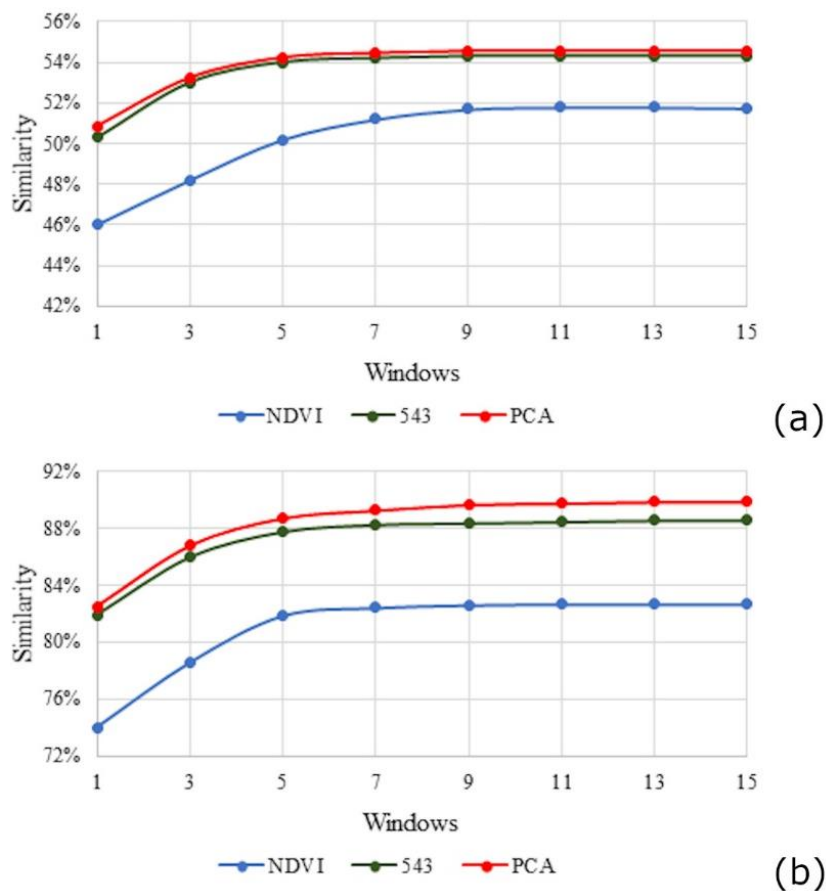 56%
54%
52%
50%
48%
46%
44%
42%
Similarity
1 3 5 7 9 11 13 15
Windows
NDVI 543 PCA
(a)
92%
88%
84%
80%
76%
72%
Similarity
1 3 5 7 9 11 13 15
Windows
NDVI 543 PCA
(b)